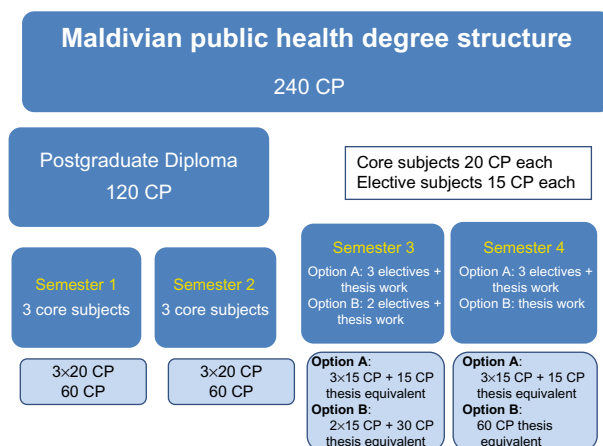 Maldivian public health degree structure
240 CP
Postgraduate Diploma
120 CP
Core subjects 20 CP each
Elective subjects 15 CP each
Semester 1
3 core subjects
Semester 2
3 core subjects
Semester 3
Option A: 3 electives +
thesis work
Option B: 2 electives +
thesis work
Semester 4
Option A: 3 electives +
thesis work
Option B: thesis work
3×20 CP
60 CP
3×20 CP
60 CP
Option A:
3×15 CP + 15 CP
thesis equivalent
Option B:
2×15 CP + 30 CP
thesis equivalent
Option A:
3×15 CP + 15 CP
thesis equivalent
Option B:
60 CP thesis
equivalent